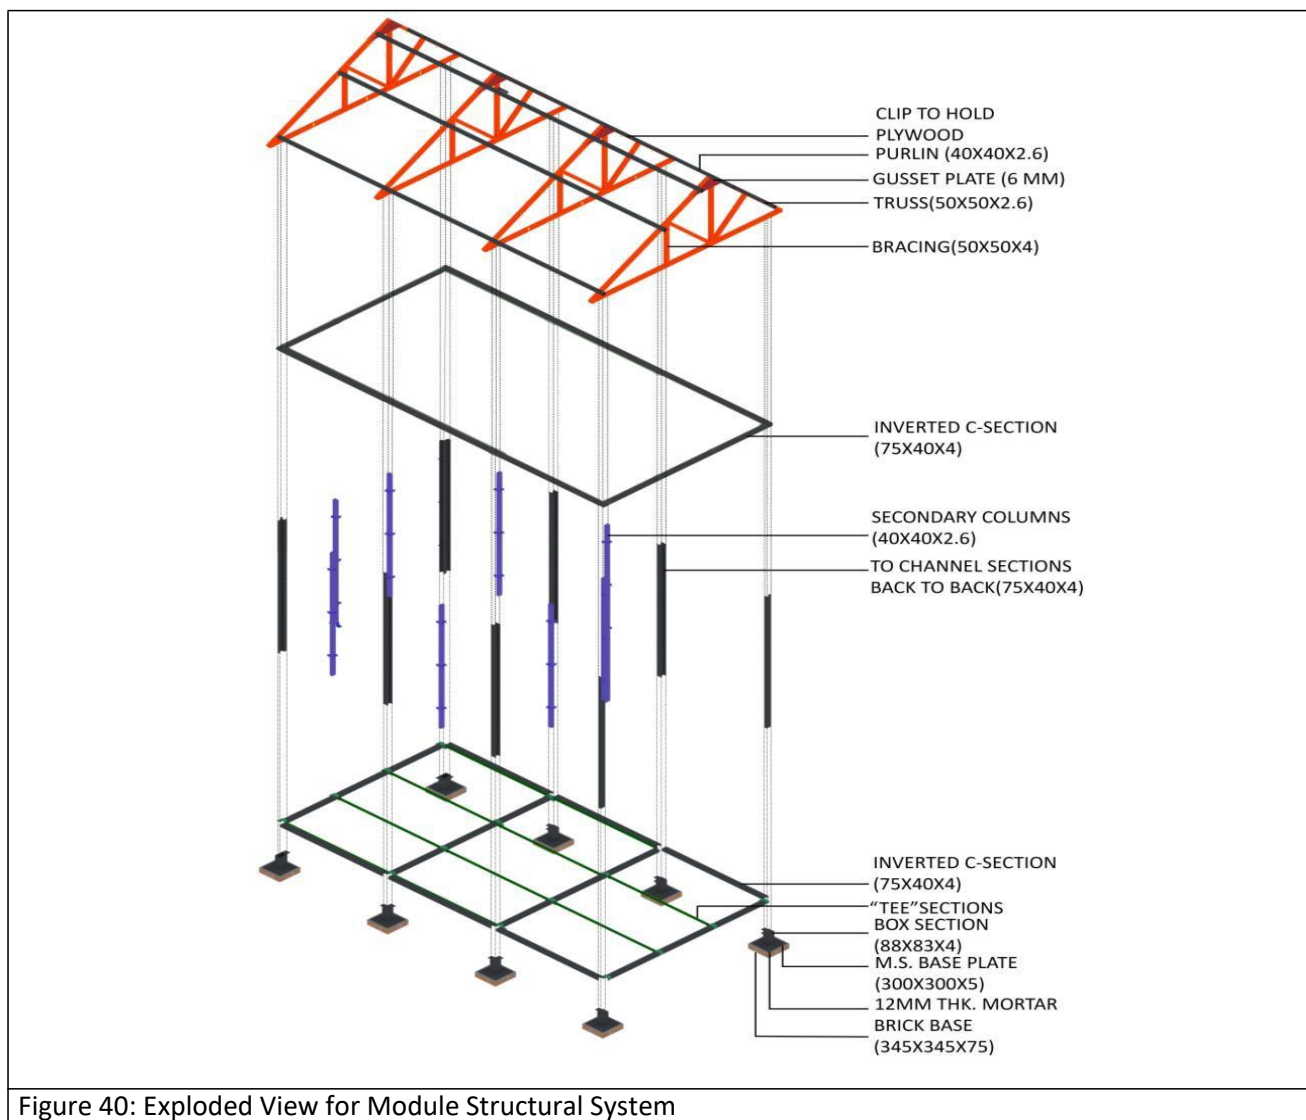 CLIP TO HOLD
PLYWOOD
PURLIN (40X40X2.6)
GUSSET PLATE (6 MM)
TRUSS(50X50X2.6)
BRACING(50X50X4)
INVERTED C-SECTION
(75X40X4)
SECONDARY COLUMNS
(40X40X2.6)
TO CHANNEL SECTIONS
BACK TO BACK(75X40X4)
INVERTED C-SECTION
(75X40X4)
“TEE”SECTIONS
BOX SECTION
(88X83X4)
M.S. BASE PLATE
(300X300X5)
12MM THK. MORTAR
BRICK BASE
(345X345X75)
Figure 40: Exploded View for Module Structural System